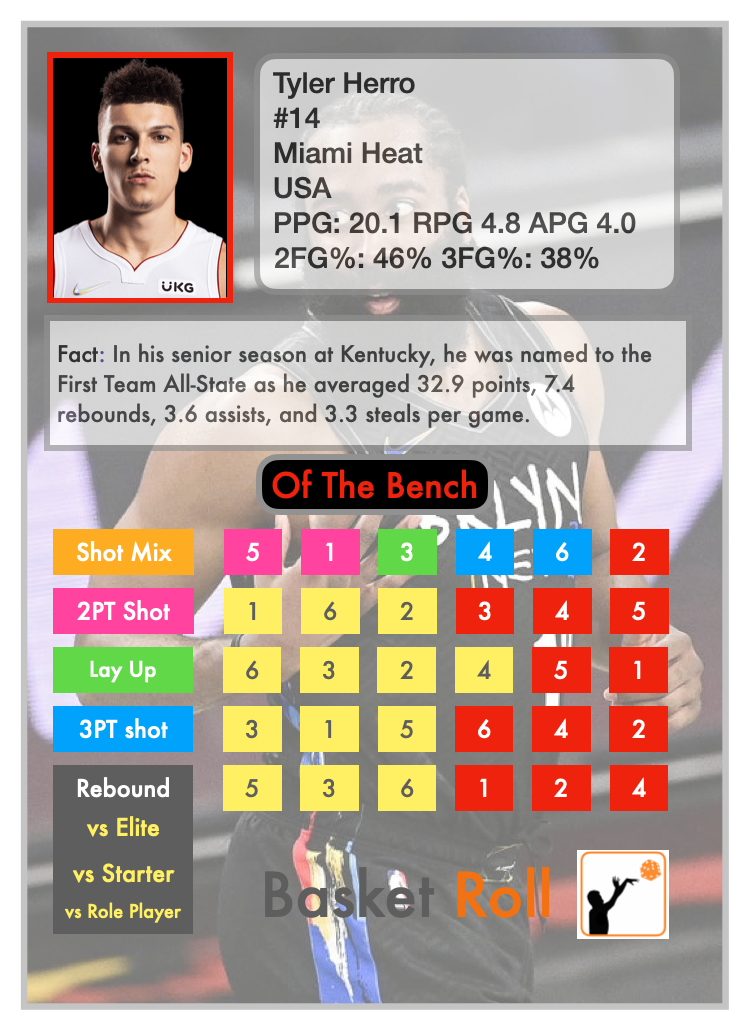 Tyler Herro
#14
Miami Heat
USA
PPG: 20.1 RPG 4.8 APG 4.0
2FG%: 46% 3FG%: 38%
UKG
Fact: In his senior season at Kentucky, he was named to the
First Team All-State as he averaged 32.9 points, 7.4
rebounds, 3.6 assists, and 3.3 steals per game.
Of The Bench
Shot Mix 5 1 3 4 6 2
2PT Shot 1 6 2 3 4 5
Lay Up 6 3 2 4 5 1
3PT shot 3 1 5 6 4 2
Rebound 5 3 6 1 2 4
vs Elite
vs Starter
vs Role Player
Basket Roll